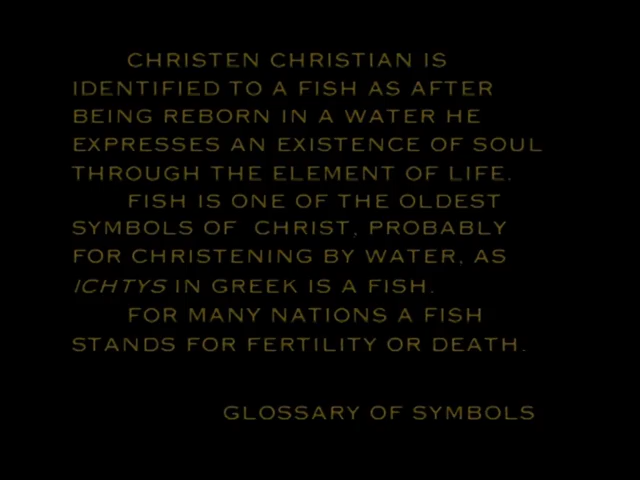 CHRISTEN CHRISTIAN IS
IDENTIFIED TO A FISH AS AFTER
BEING REBORN IN A WATER HE
EXPRESSES AN EXISTENCE OF SOUL
THROUGH THE ELEMENT OF LIFE.
FISH IS ONE OF THE OLDEST
SYMBOLS OF CHRIST, PROBABLY
FOR CHRISTENING BY WATER, AS
ICHTYS IN GREEK IS A FISH.
FOR MANY NATIONS A FISH
STANDS FOR FERTILITY OR DEATH.
GLOSSARY OF SYMBOLS